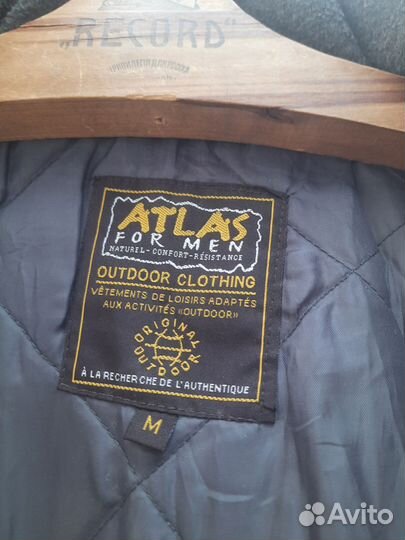 „RECORD”
ATLAS
FOR MEN
NATUREL-CONFORT-RÉSISTANCE
OUTDOOR CLOTHING
VÊTEMENTS DE LOISIRS ADAPTÉS
AUX ACTIVITÉS «OUTDOOR»
ORIGINAL
OUTDOOR
À LA RECHERCHE DE L'AUTHENTIQUE
M
Avito